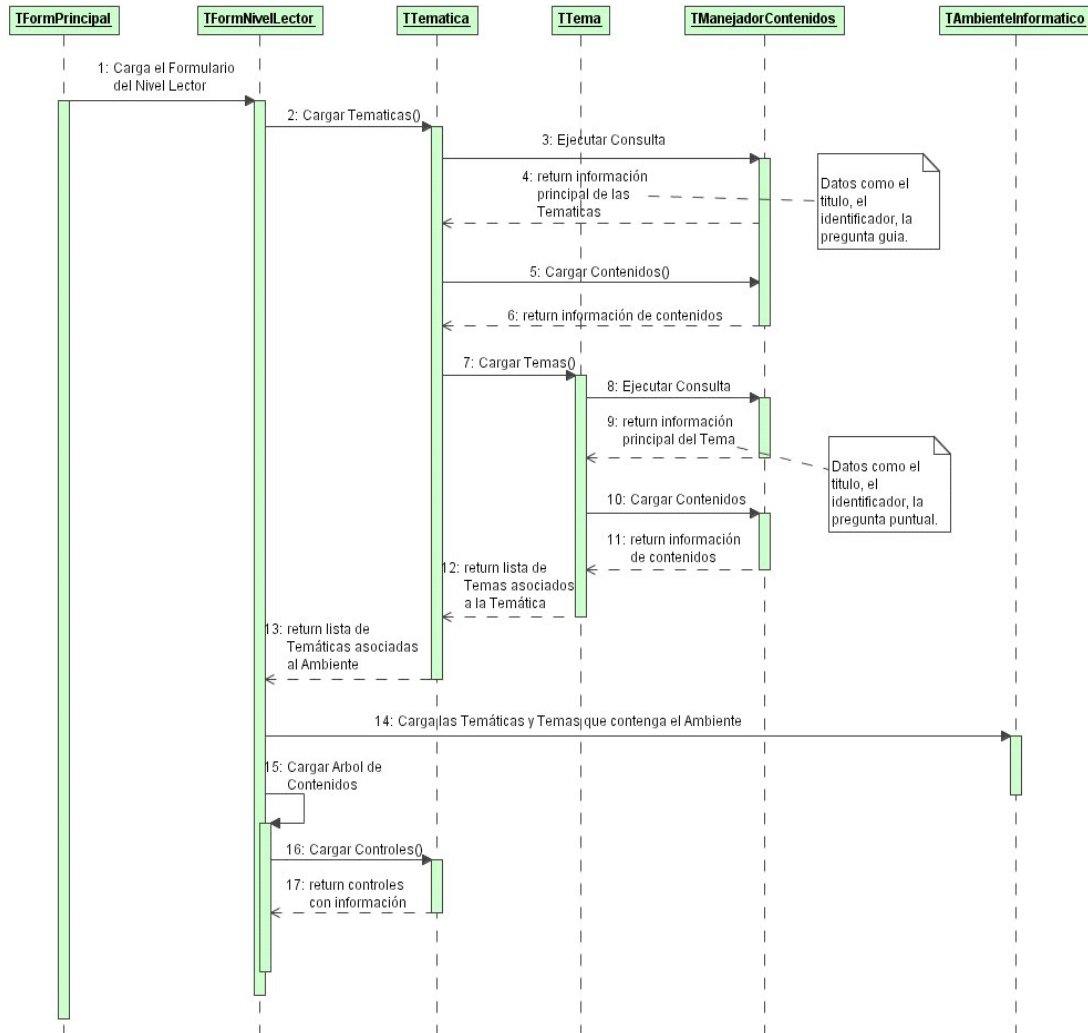 TFormPrincipal
TFormNivelLector
TTematica
TTema
TManejadorContenidos
TAmbienteInformatico
1: Carga el Formulario
del Nivel Lector
2: Cargar Tematicas()
3: Ejecutar Consulta
4: return información
principal de las
Tematicas
Datos como el
titulo, el
identificador, la
pregunta guia.
5: Cargar Contenidos()
6: return información de contenidos
7: Cargar Temas()
8: Ejecutar Consulta
9: return información
principal del Tema
Datos como el
titulo, el
identificador, la
pregunta puntual.
10: Cargar Contenidos
11: return información
de contenidos
12: return lista de
Temas asociados
a la Temática
13: return lista de
Temáticas asociadas
al Ambiente
14: Carga las Temáticas y Temas que contenga el Ambiente
15: Cargar Arbol de
Contenidos
16: Cargar Controles()
17: return controles
con información